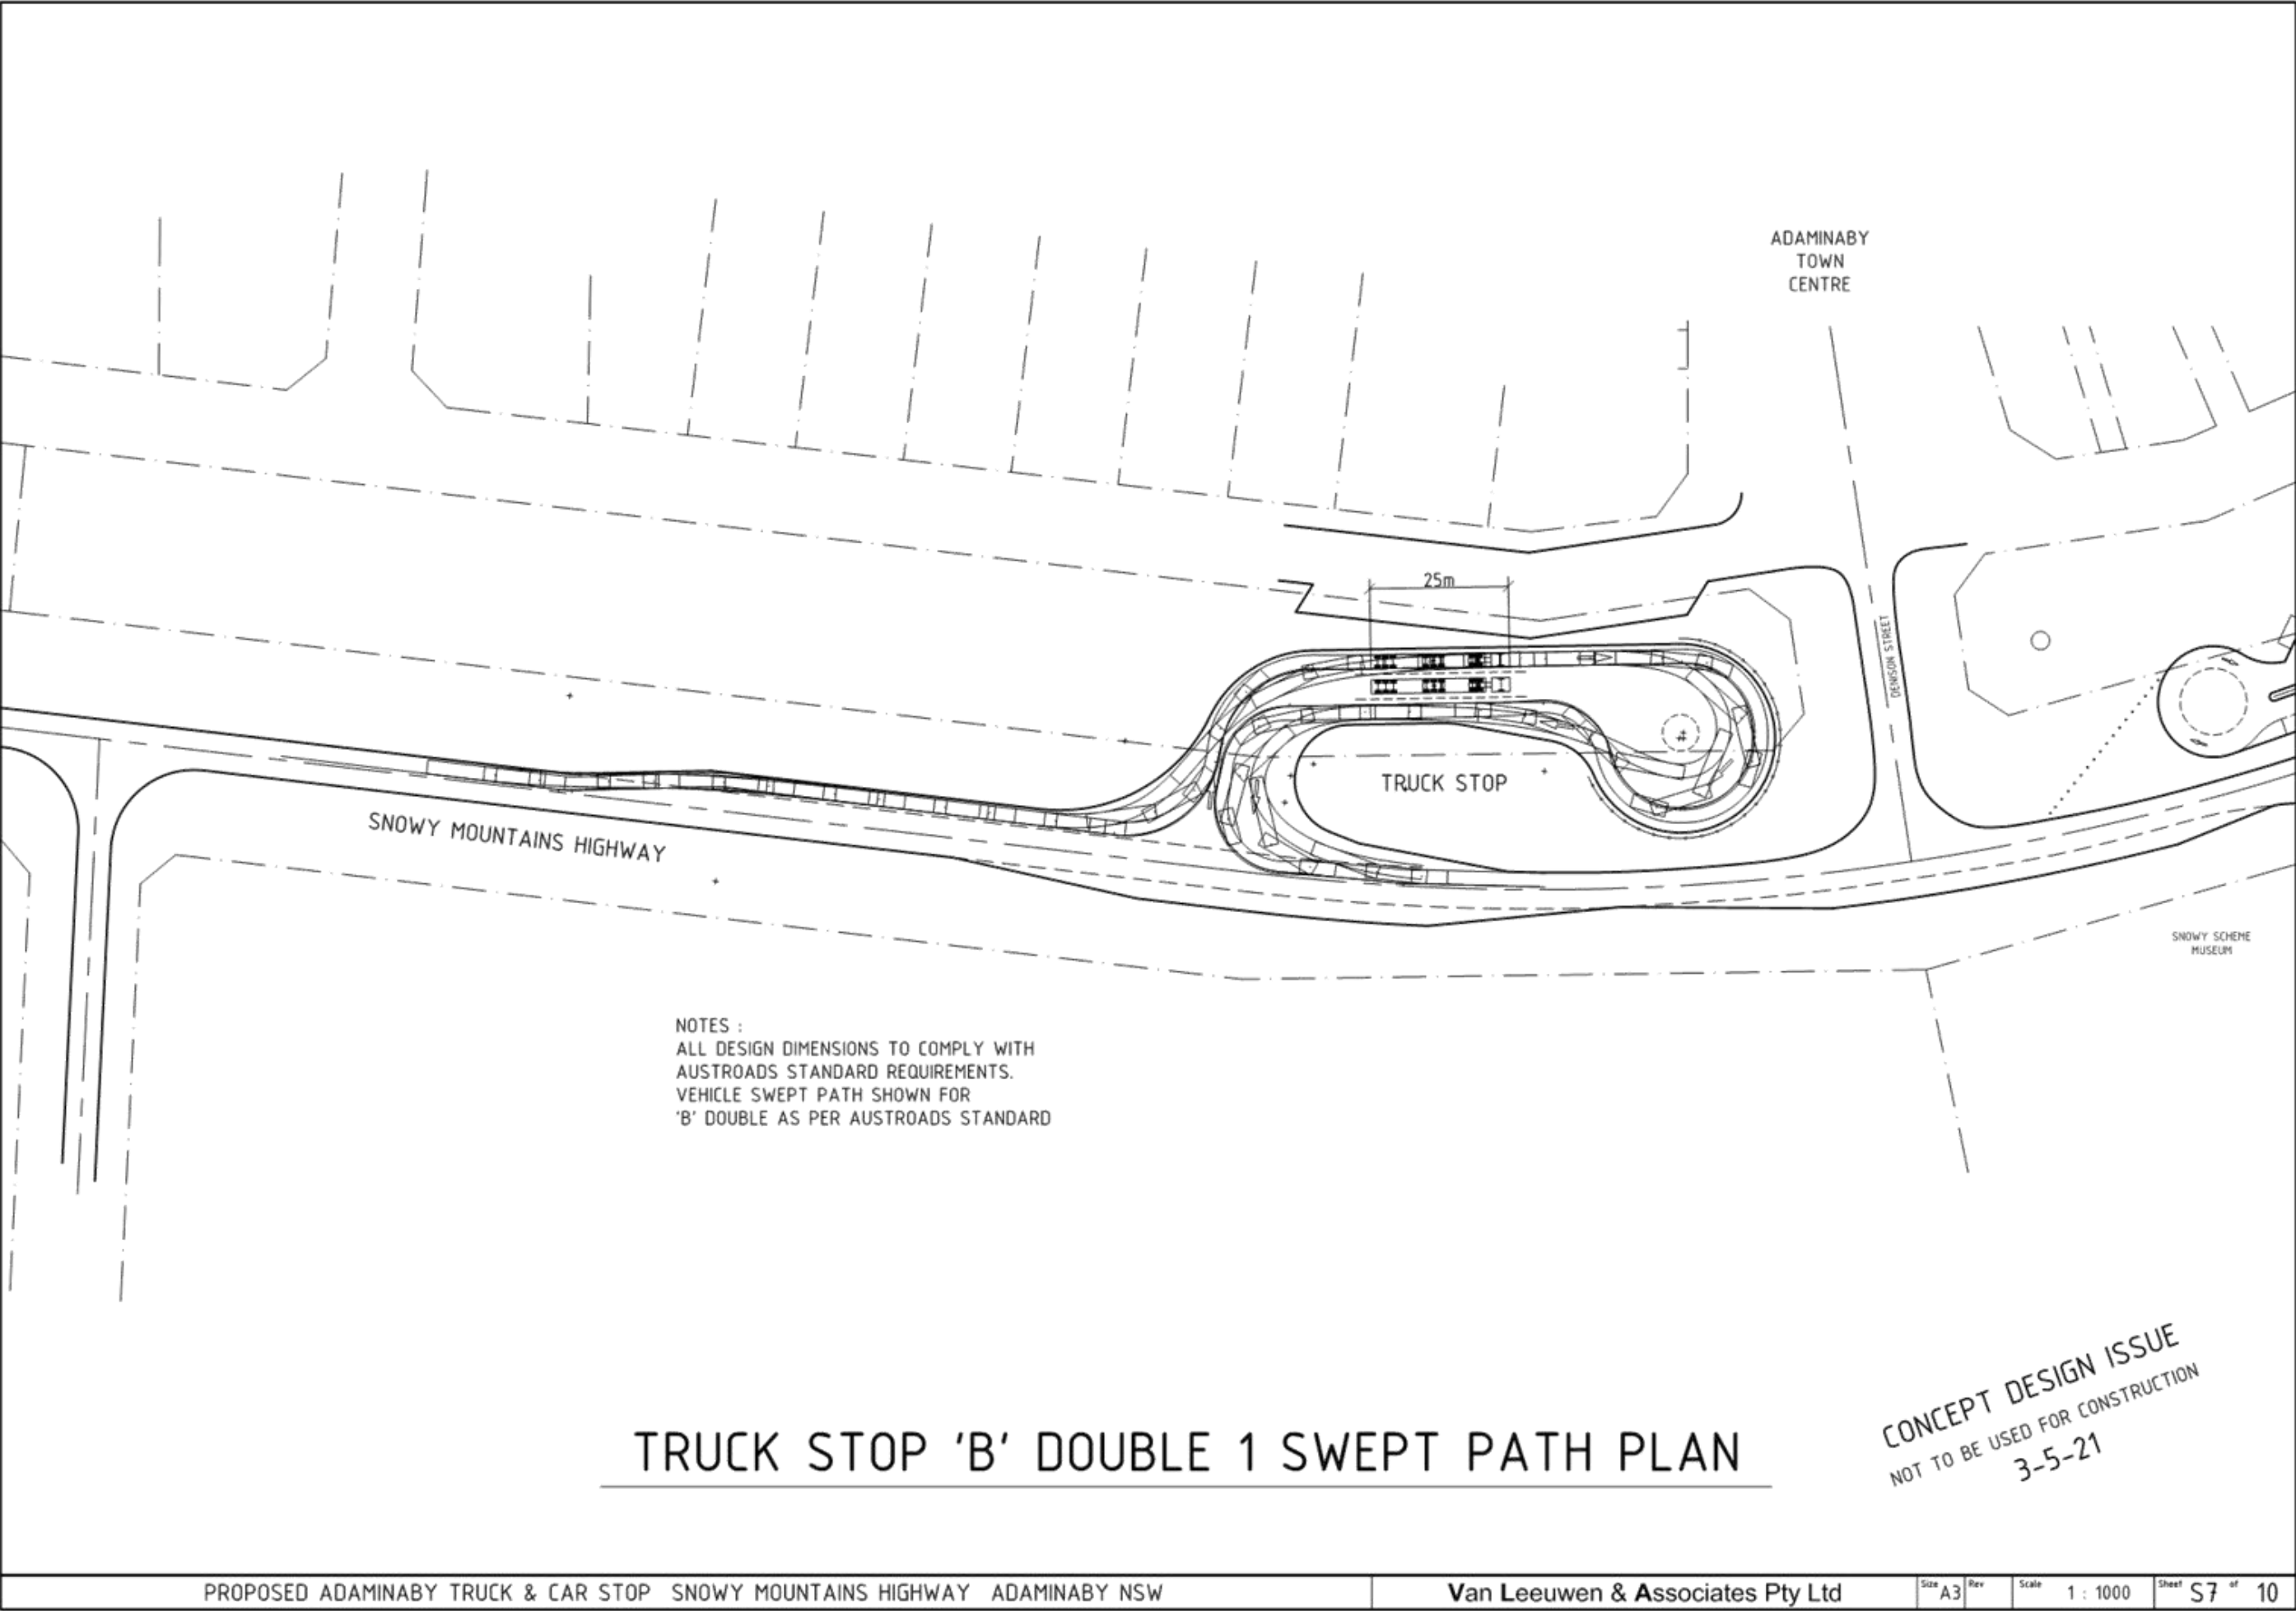 ADAMINABY
TOWN
CENTRE
25m
DENISON STREET
TRUCK STOP
SNOWY MOUNTAINS HIGHWAY
SNOWY SCHEME
MUSEUM
NOTES :
ALL DESIGN DIMENSIONS TO COMPLY WITH
AUSTROADS STANDARD REQUIREMENTS.
VEHICLE SWEPT PATH SHOWN FOR
'B' DOUBLE AS PER AUSTROADS STANDARD
CONCEPT DESIGN ISSUE
NOT TO BE USED FOR CONSTRUCTION
3-5-21
TRUCK STOP 'B' DOUBLE 1 SWEPT PATH PLAN
PROPOSED ADAMINABY TRUCK & CAR STOP SNOWY MOUNTAINS HIGHWAY ADAMINABY NSW
Van Leeuwen & Associates Pty Ltd
Size A3
Rev
Scale 1 : 1000
Sheet S7 of 10